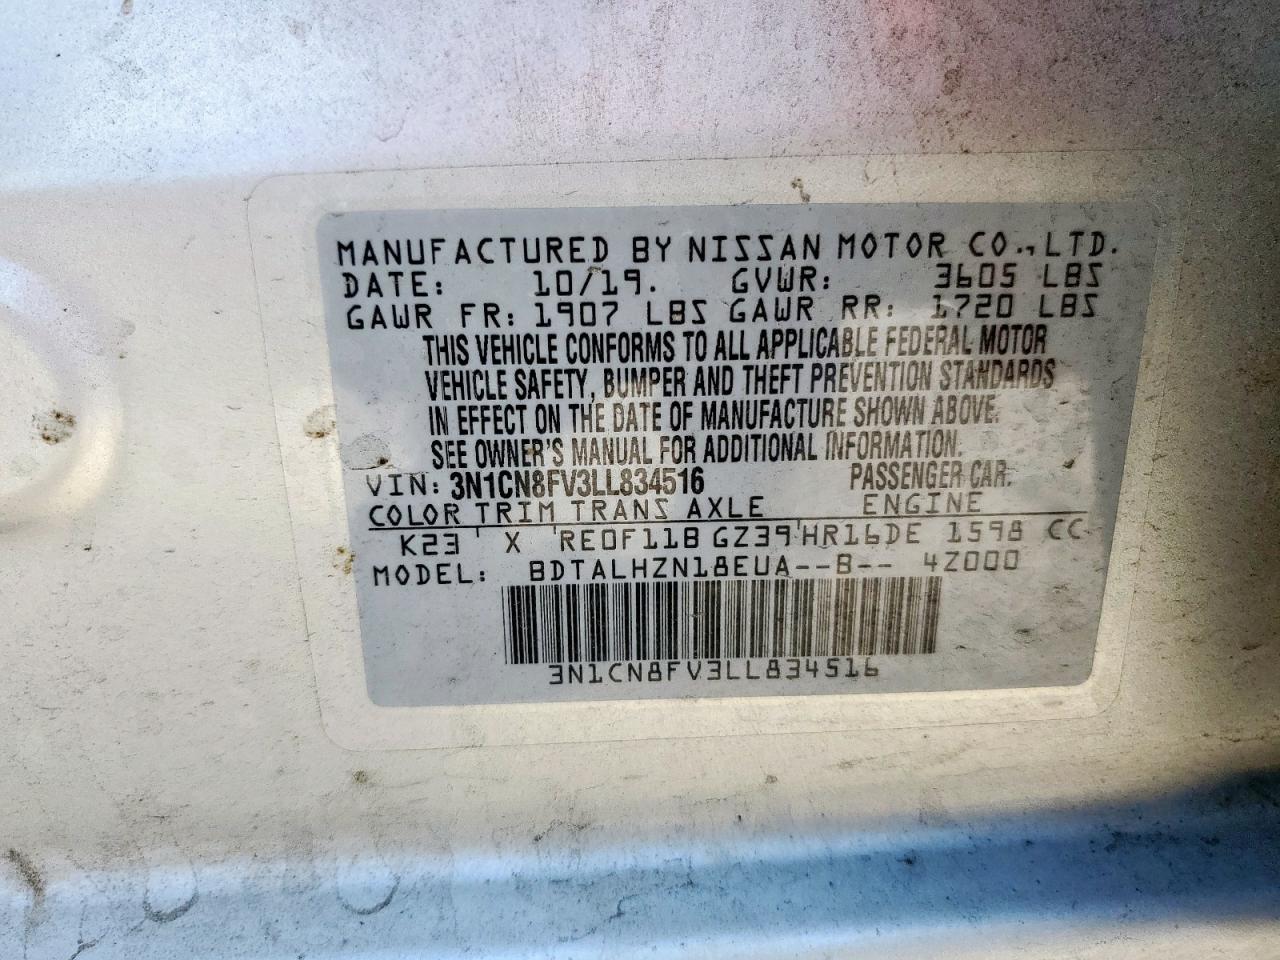 MANUFACTURED BY NISSAN MOTOR CO., LTD.
DATE: 10/19. GVWR: 3605 LBS
GAWR FR: 1907 LBS GAWR RR: 1720 LBS
THIS VEHICLE CONFORMS TO ALL APPLICABLE FEDERAL MOTOR
VEHICLE SAFETY, BUMPER AND THEFT PREVENTION STANDARDS
IN EFFECT ON THE DATE OF MANUFACTURE SHOWN ABOVE.
SEE OWNER'S MANUAL FOR ADDITIONAL INFORMATION.
VIN: 3N1CN8FV3LL834516 PASSENGER CAR.
COLOR TRIM TRANS AXLE ENGINE
K23 X RE0F11B GZ39 HR16DE 1598 CC
MODEL: BDTALHZN18EUA--B-- 4Z000
3N1CN8FV3LL834516